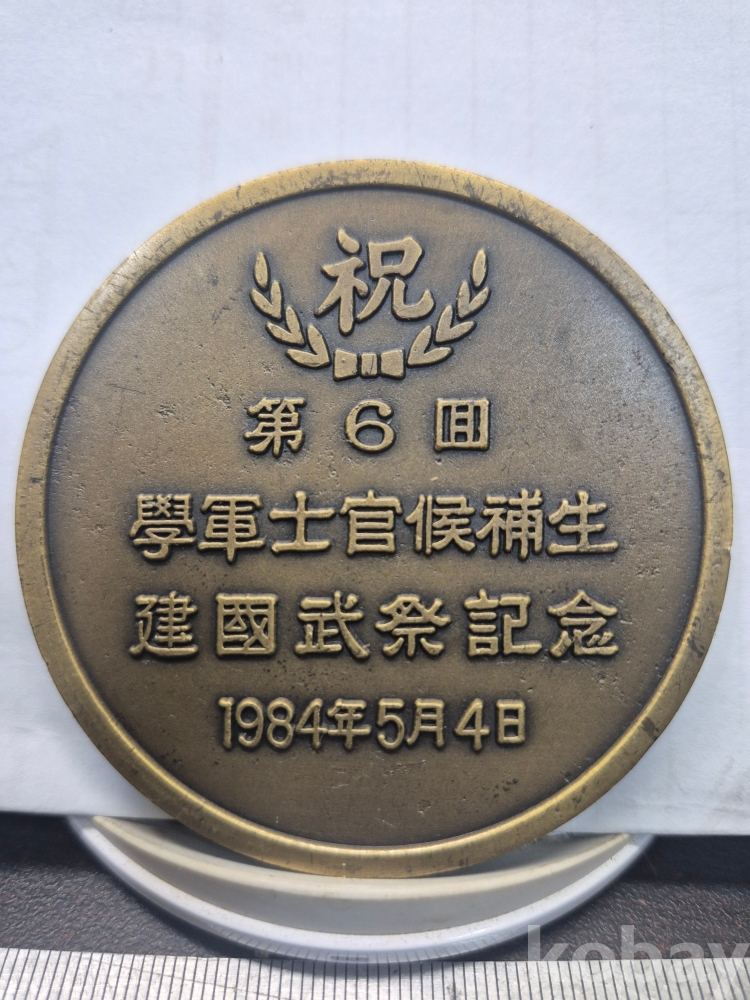 祝
第 6 回
學軍士官候補生
建國武祭記念
1984年5月4日
kobay